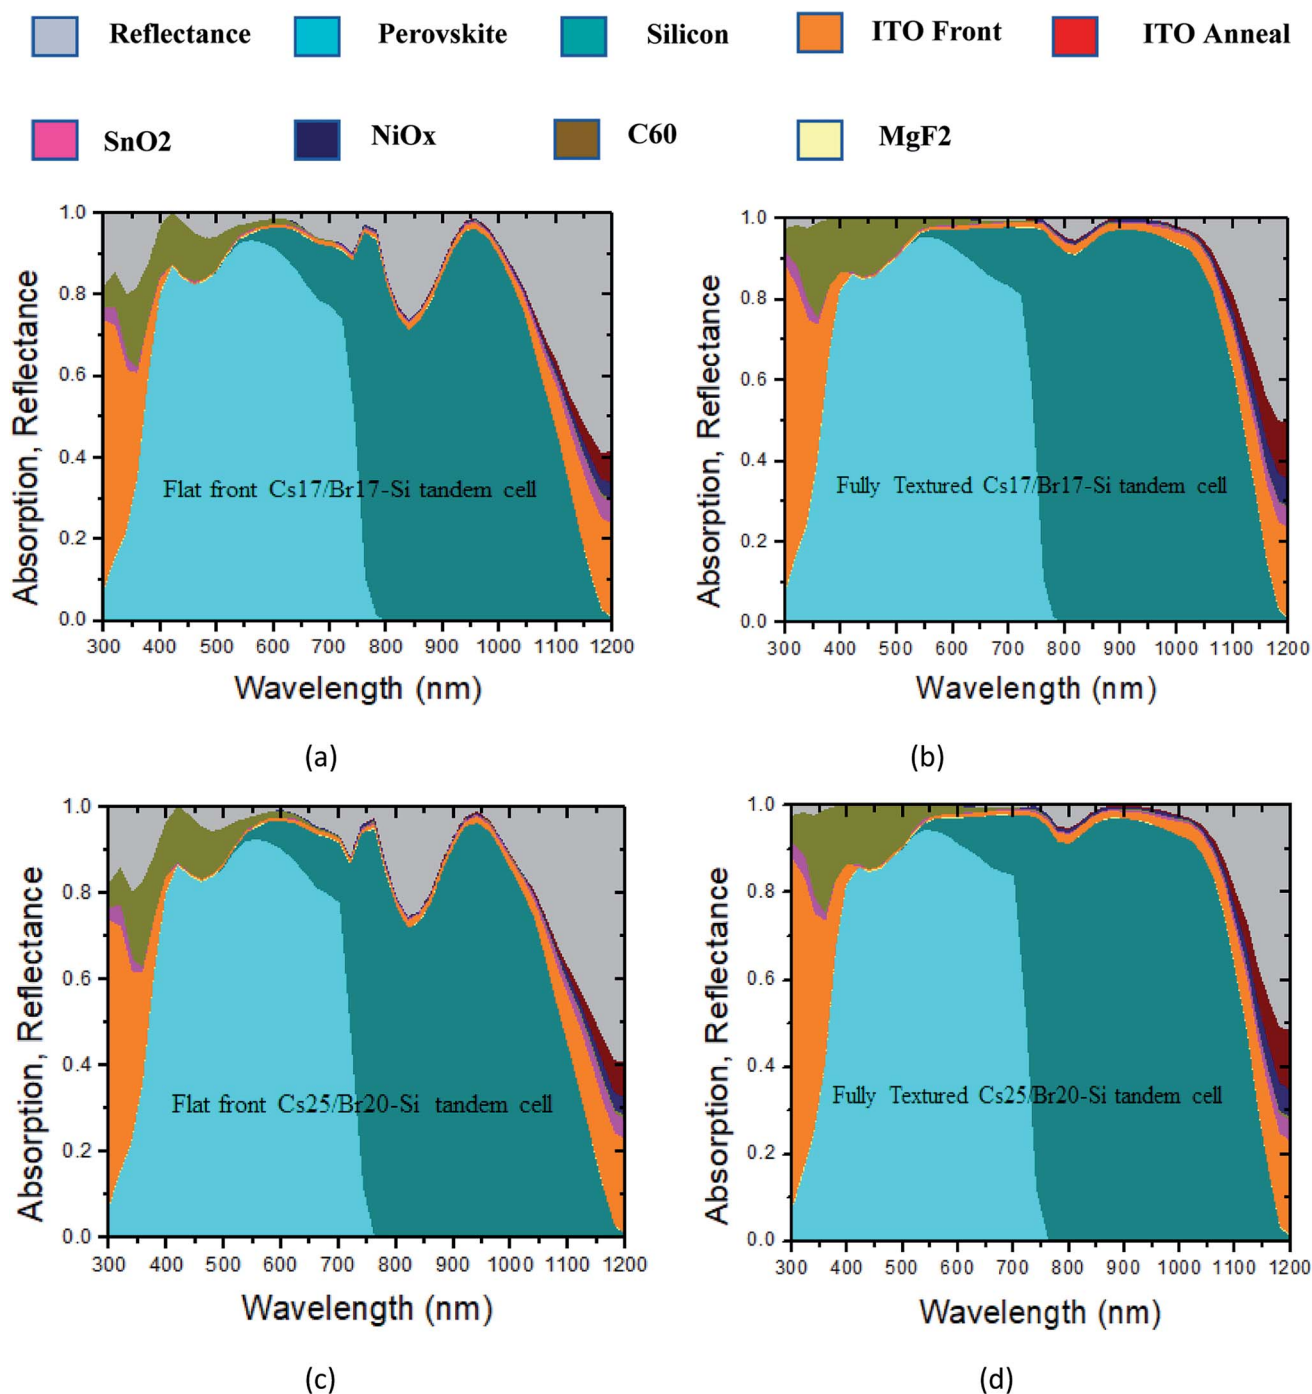 Reflectance Perovskite Silicon ITO Front ITO Anneal
SnO2 NiOx C60 MgF2
1.0
0.8
0.6
0.4
0.2
0.0
Absorption, Reflectance
Flat front Cs17/Br17-Si tandem cell
300 400 500 600 700 800 900 1000 1100 1200
Wavelength (nm)
(a)
1.0
0.8
0.6
0.4
0.2
0.0
Absorption, Reflectance
Fully Textured Cs17/Br17-Si tandem cell
300 400 500 600 700 800 900 1000 1100 1200
Wavelength (nm)
(b)
1.0
0.8
0.6
0.4
0.2
0.0
Absorption, Reflectance
Flat front Cs25/Br20-Si tandem cell
300 400 500 600 700 800 900 1000 1100 1200
Wavelength (nm)
(c)
1.0
0.8
0.6
0.4
0.2
0.0
Absorption, Reflectance
Fully Textured Cs25/Br20-Si tandem cell
300 400 500 600 700 800 900 1000 1100 1200
Wavelength (nm)
(d)